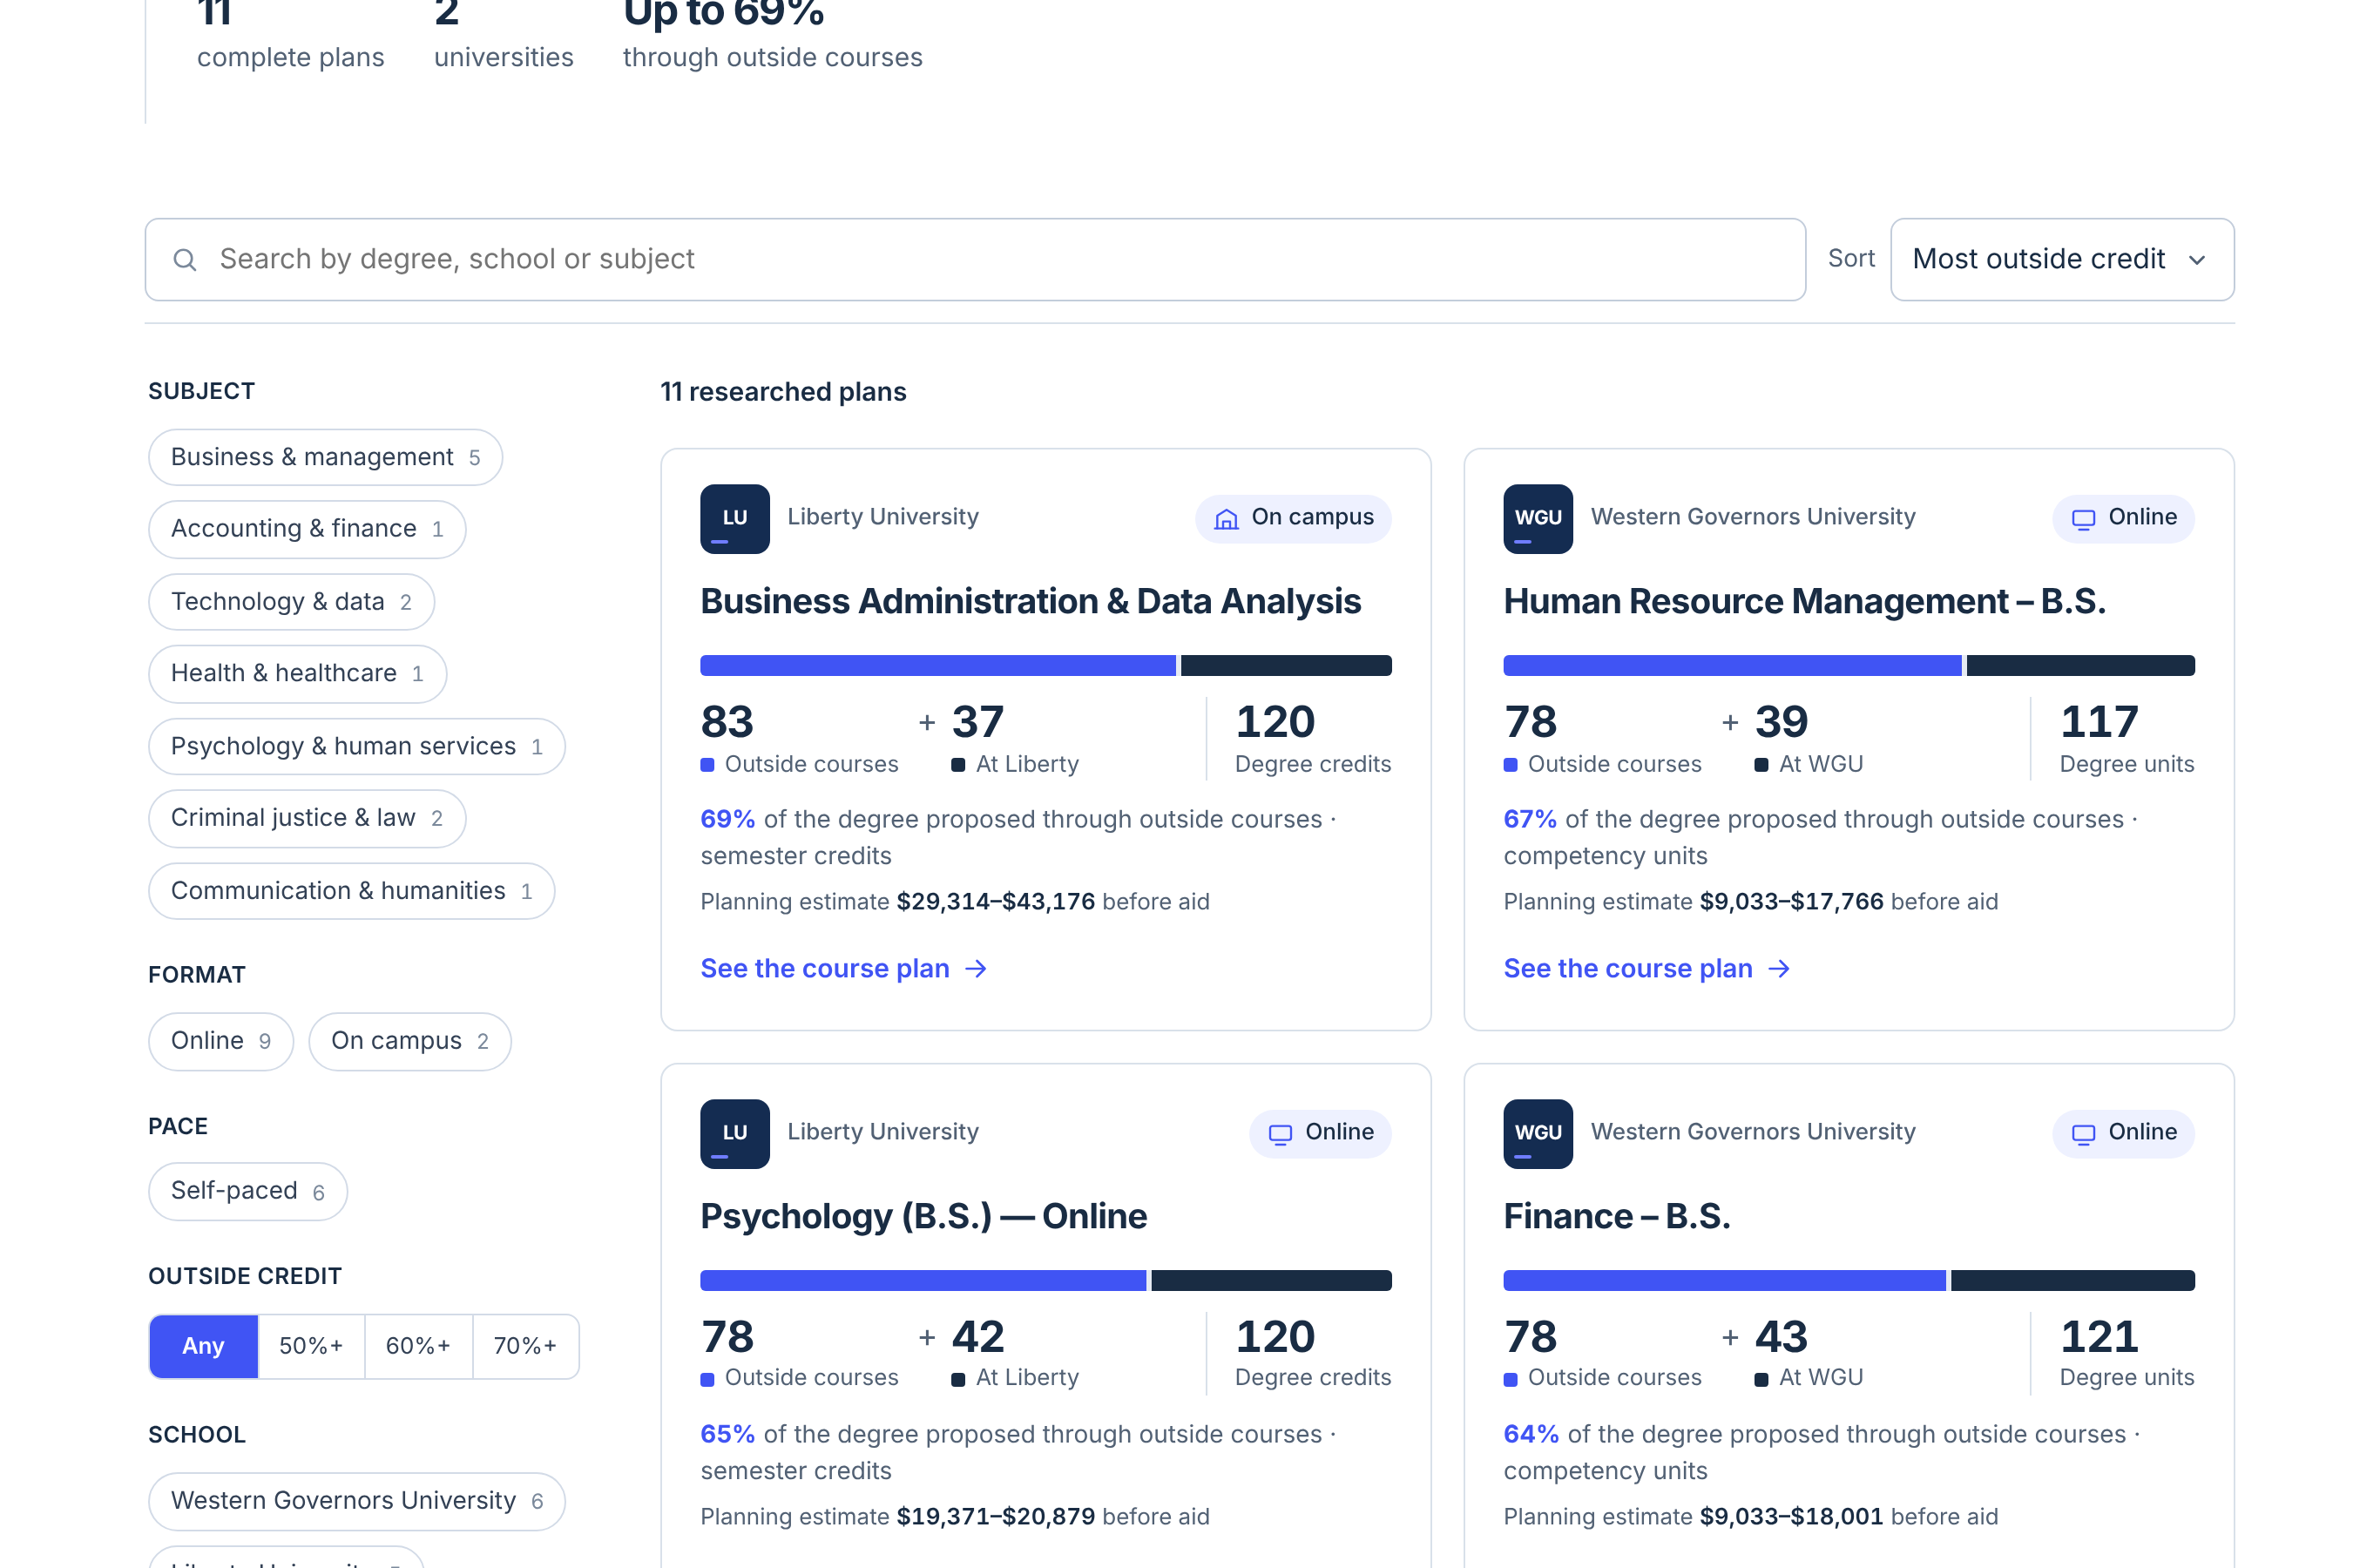 11
2
Up to 69%
complete plans
universities
through outside courses
Search by degree, school or subject
Sort
Most outside credit
SUBJECT
Business & management 5
Accounting & finance 1
Technology & data 2
Health & healthcare 1
Psychology & human services 1
Criminal justice & law 2
Communication & humanities 1
FORMAT
Online 9
On campus 2
PACE
Self-paced 6
OUTSIDE CREDIT
Any
50%+
60%+
70%+
SCHOOL
Western Governors University 6
11 researched plans
LU
Liberty University
On campus
Business Administration & Data Analysis
83 + 37 120
Outside courses At Liberty Degree credits
69% of the degree proposed through outside courses ·
semester credits
Planning estimate $29,314–$43,176 before aid
See the course plan →
WGU
Western Governors University
Online
Human Resource Management – B.S.
78 + 39 117
Outside courses At WGU Degree units
67% of the degree proposed through outside courses ·
competency units
Planning estimate $9,033–$17,766 before aid
See the course plan →
LU
Liberty University
Online
Psychology (B.S.) — Online
78 + 42 120
Outside courses At Liberty Degree credits
65% of the degree proposed through outside courses ·
semester credits
Planning estimate $19,371–$20,879 before aid
WGU
Western Governors University
Online
Finance – B.S.
78 + 43 121
Outside courses At WGU Degree units
64% of the degree proposed through outside courses ·
competency units
Planning estimate $9,033–$18,001 before aid